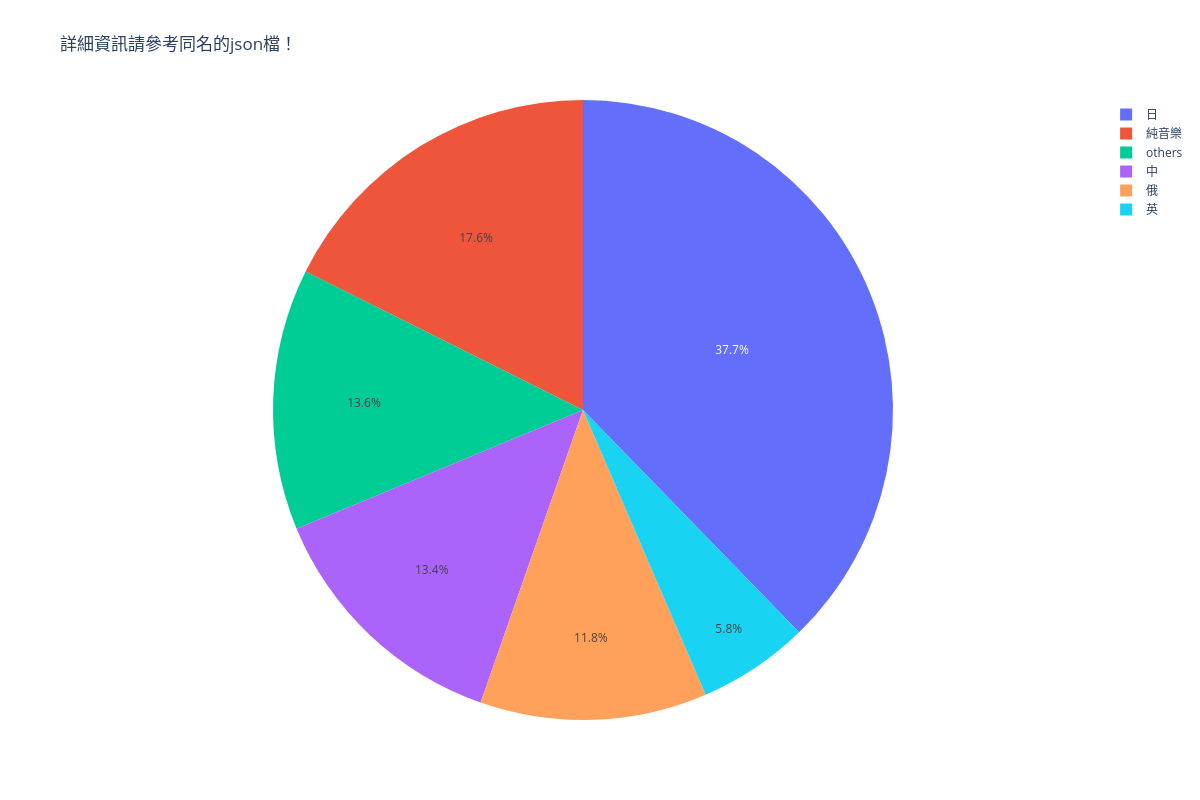 詳細資訊請參考同名的json檔！
日
純音樂
others
中
俄
英
17.6%
37.7%
13.6%
13.4%
11.8%
5.8%